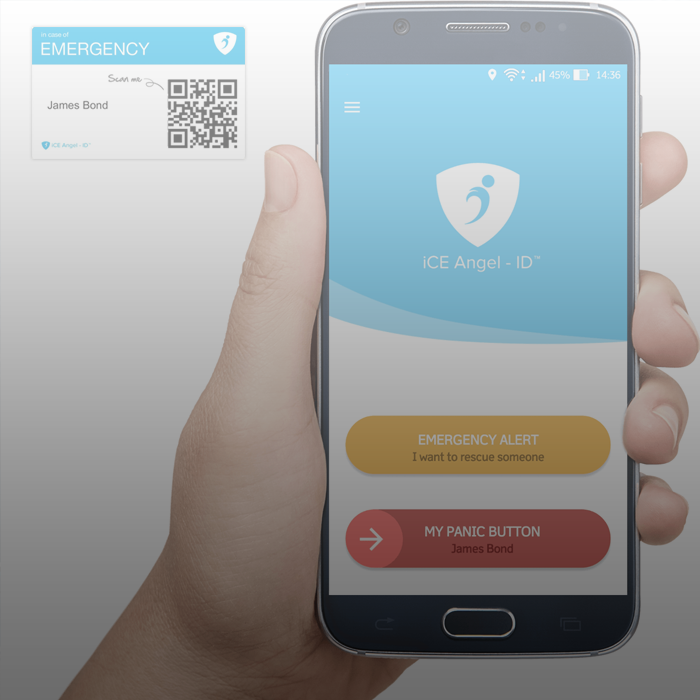 in case of
EMERGENCY
Scan me
James Bond
iCE Angel - ID™
45% 14:36
iCE Angel - ID™
EMERGENCY ALERT
I want to rescue someone
MY PANIC BUTTON
James Bond